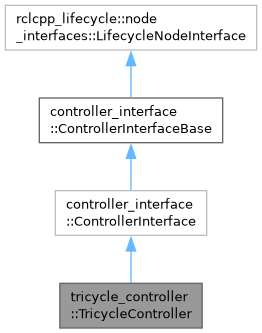 rclcpp_lifecycle::node
_interfaces::LifecycleNodeInterface
controller_interface
::ControllerInterfaceBase
controller_interface
::ControllerInterface
tricycle_controller
::TricycleController